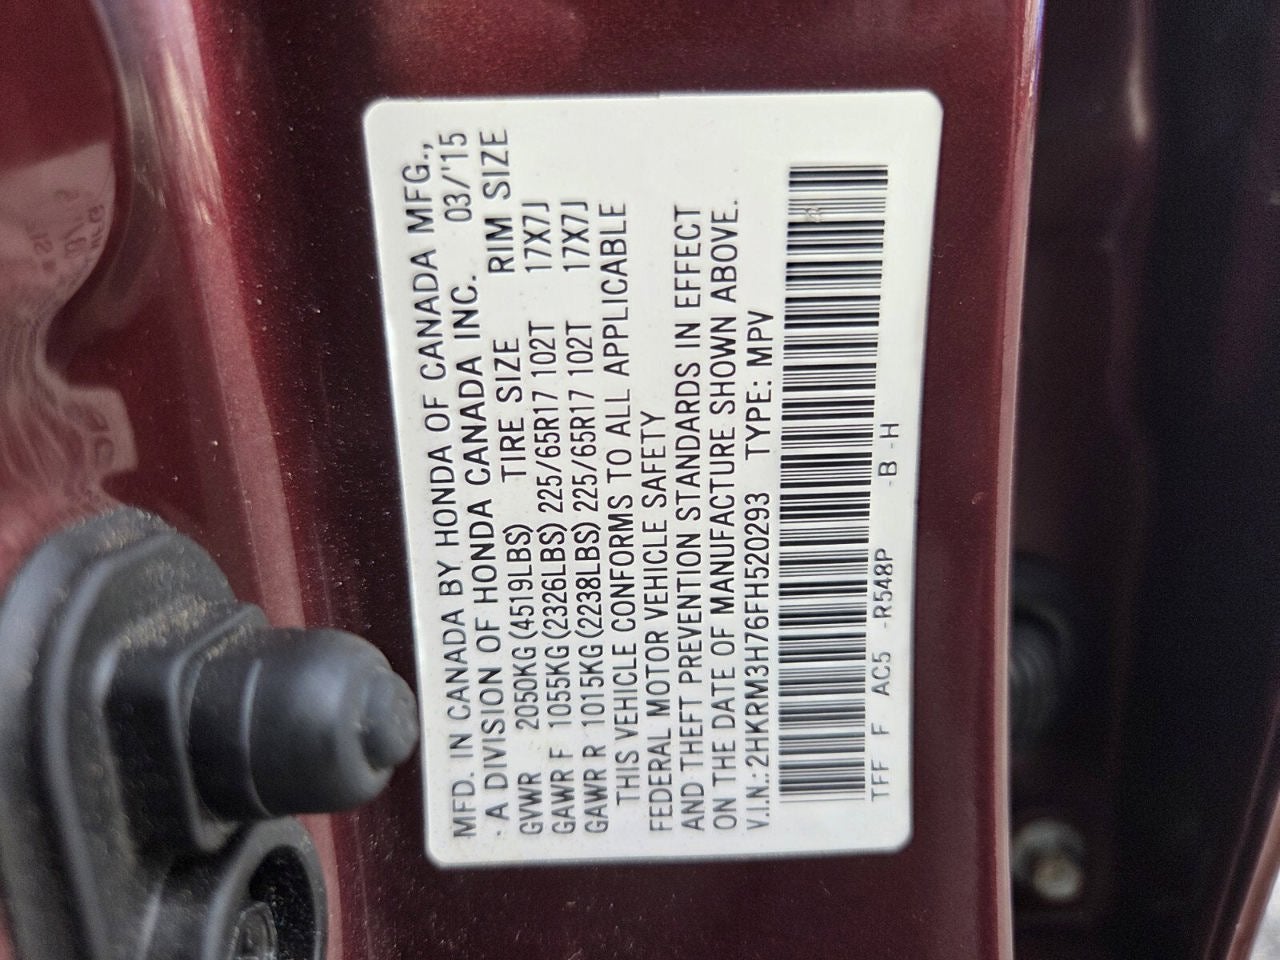 MFD. IN CANADA BY HONDA OF CANADA MFG.,
A DIVISION OF HONDA CANADA INC. 03/'15
TIRE SIZE RIM SIZE
GVWR 2050KG(4519LBS)
GAWR F 1055KG(2326LBS) 225/65R17 102T 17X7J
GAWR R 1015KG(2238LBS) 225/65R17 102T 17X7J
THIS VEHICLE CONFORMS TO ALL APPLICABLE
FEDERAL MOTOR VEHICLE SAFETY
AND THEFT PREVENTION STANDARDS IN EFFECT
ON THE DATE OF MANUFACTURE SHOWN ABOVE.
V.I.N.: 2HKRM3H76FH520293 TYPE: MPV
TFF F AC5 -R548P -B -H